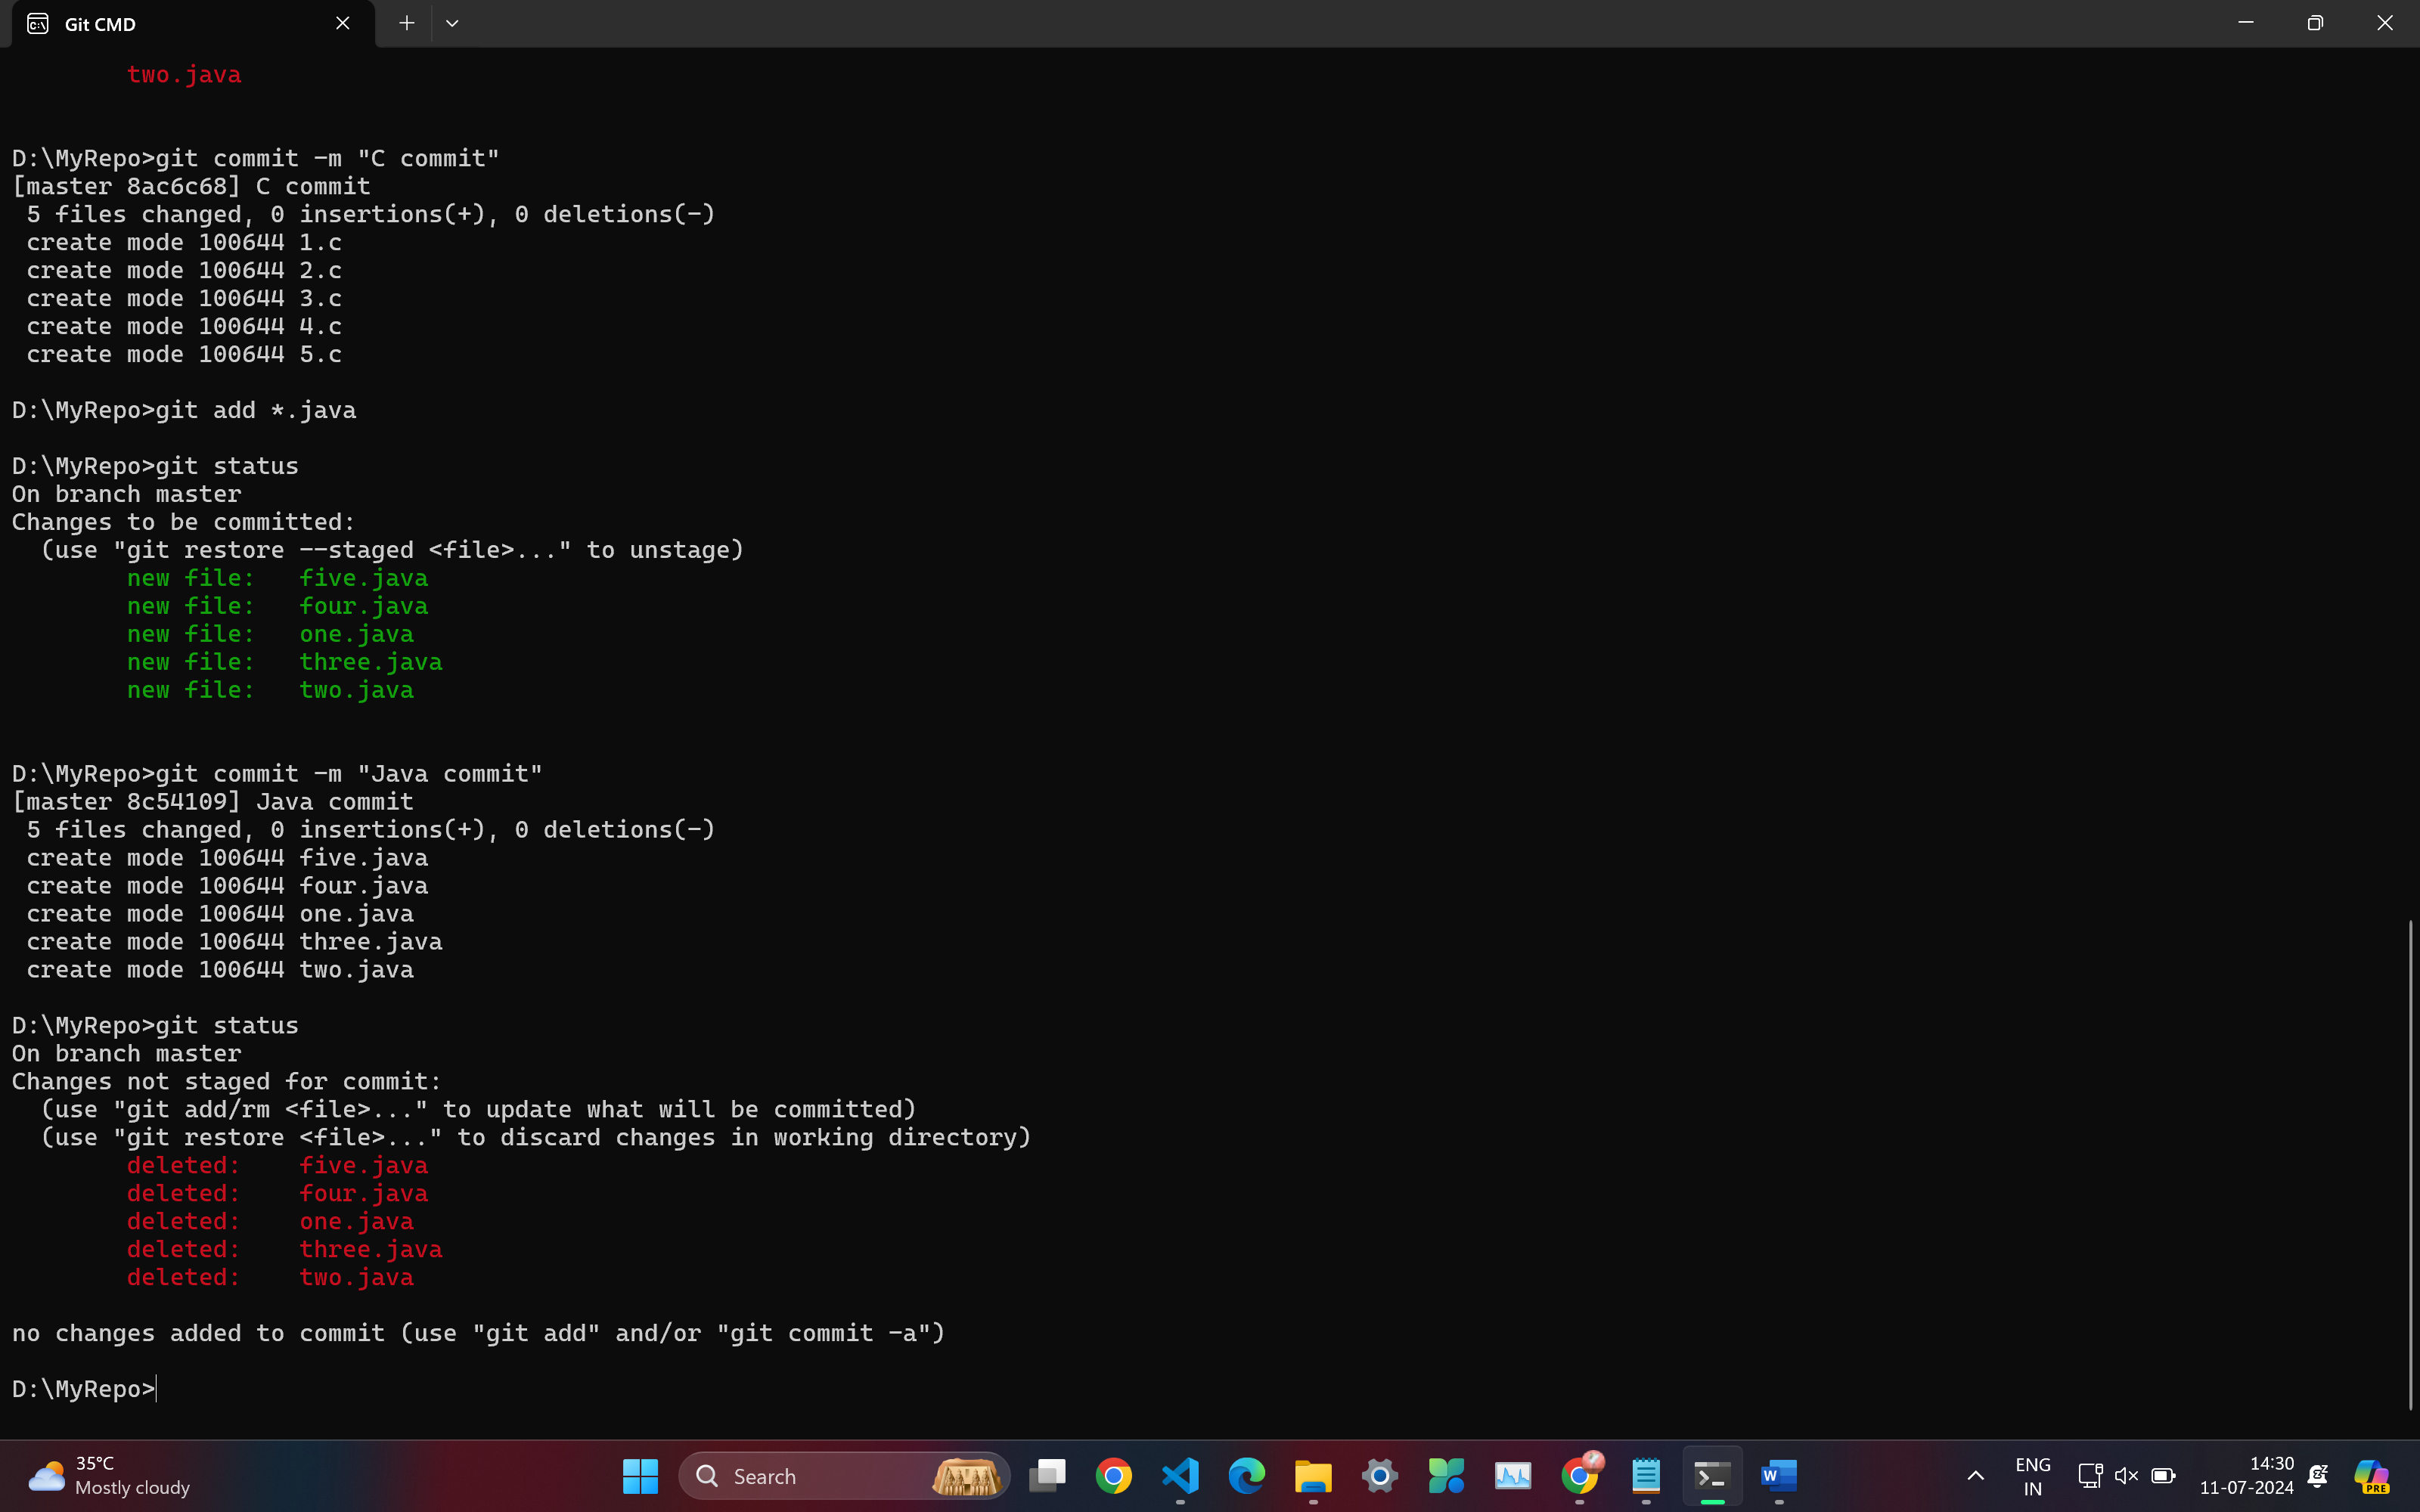 Git CMD
two.java
D:\MyRepo>git commit -m "C commit"
[master 8ac6c68] C commit
 5 files changed, 0 insertions(+), 0 deletions(-)
 create mode 100644 1.c
 create mode 100644 2.c
 create mode 100644 3.c
 create mode 100644 4.c
 create mode 100644 5.c
D:\MyRepo>git add *.java
D:\MyRepo>git status
On branch master
Changes to be committed:
  (use "git restore --staged <file>..." to unstage)
        new file:   five.java
        new file:   four.java
        new file:   one.java
        new file:   three.java
        new file:   two.java
D:\MyRepo>git commit -m "Java commit"
[master 8c54109] Java commit
 5 files changed, 0 insertions(+), 0 deletions(-)
 create mode 100644 five.java
 create mode 100644 four.java
 create mode 100644 one.java
 create mode 100644 three.java
 create mode 100644 two.java
D:\MyRepo>git status
On branch master
Changes not staged for commit:
  (use "git add/rm <file>..." to update what will be committed)
  (use "git restore <file>..." to discard changes in working directory)
        deleted:    five.java
        deleted:    four.java
        deleted:    one.java
        deleted:    three.java
        deleted:    two.java
no changes added to commit (use "git add" and/or "git commit -a")
D:\MyRepo>
35°C
Mostly cloudy
Search
ENG
IN
14:30
11-07-2024
PRE